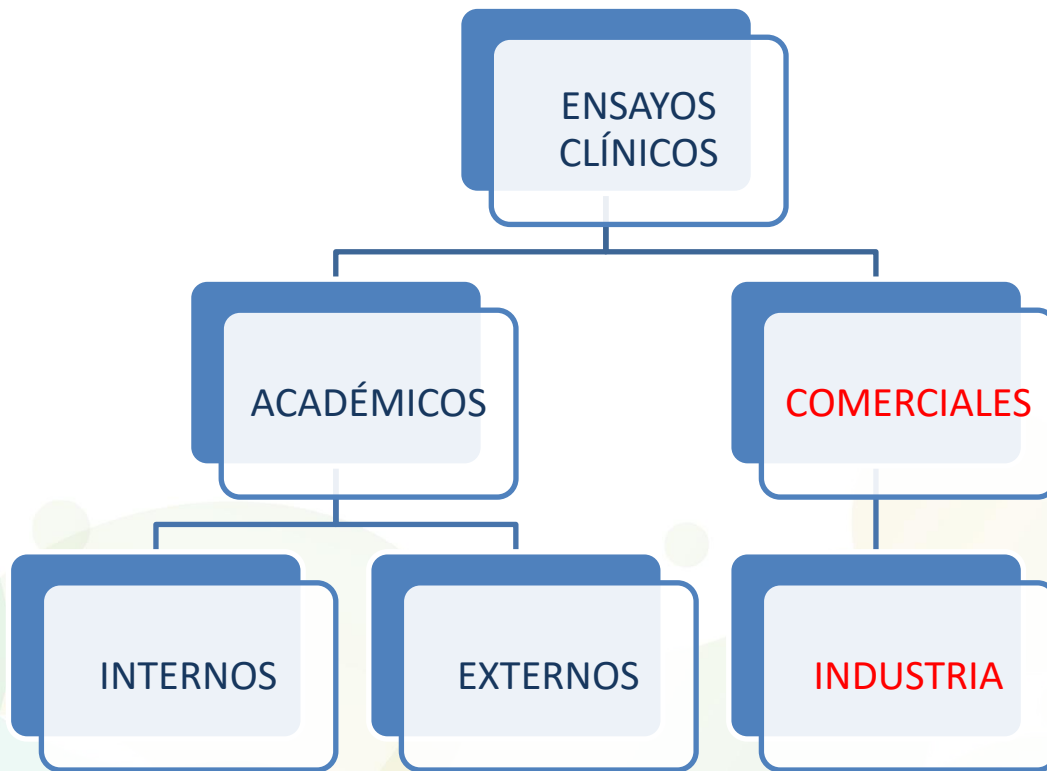 ENSAYOS
CLÍNICOS
ACADÉMICOS
COMERCIALES
INTERNOS
EXTERNOS
INDUSTRIA